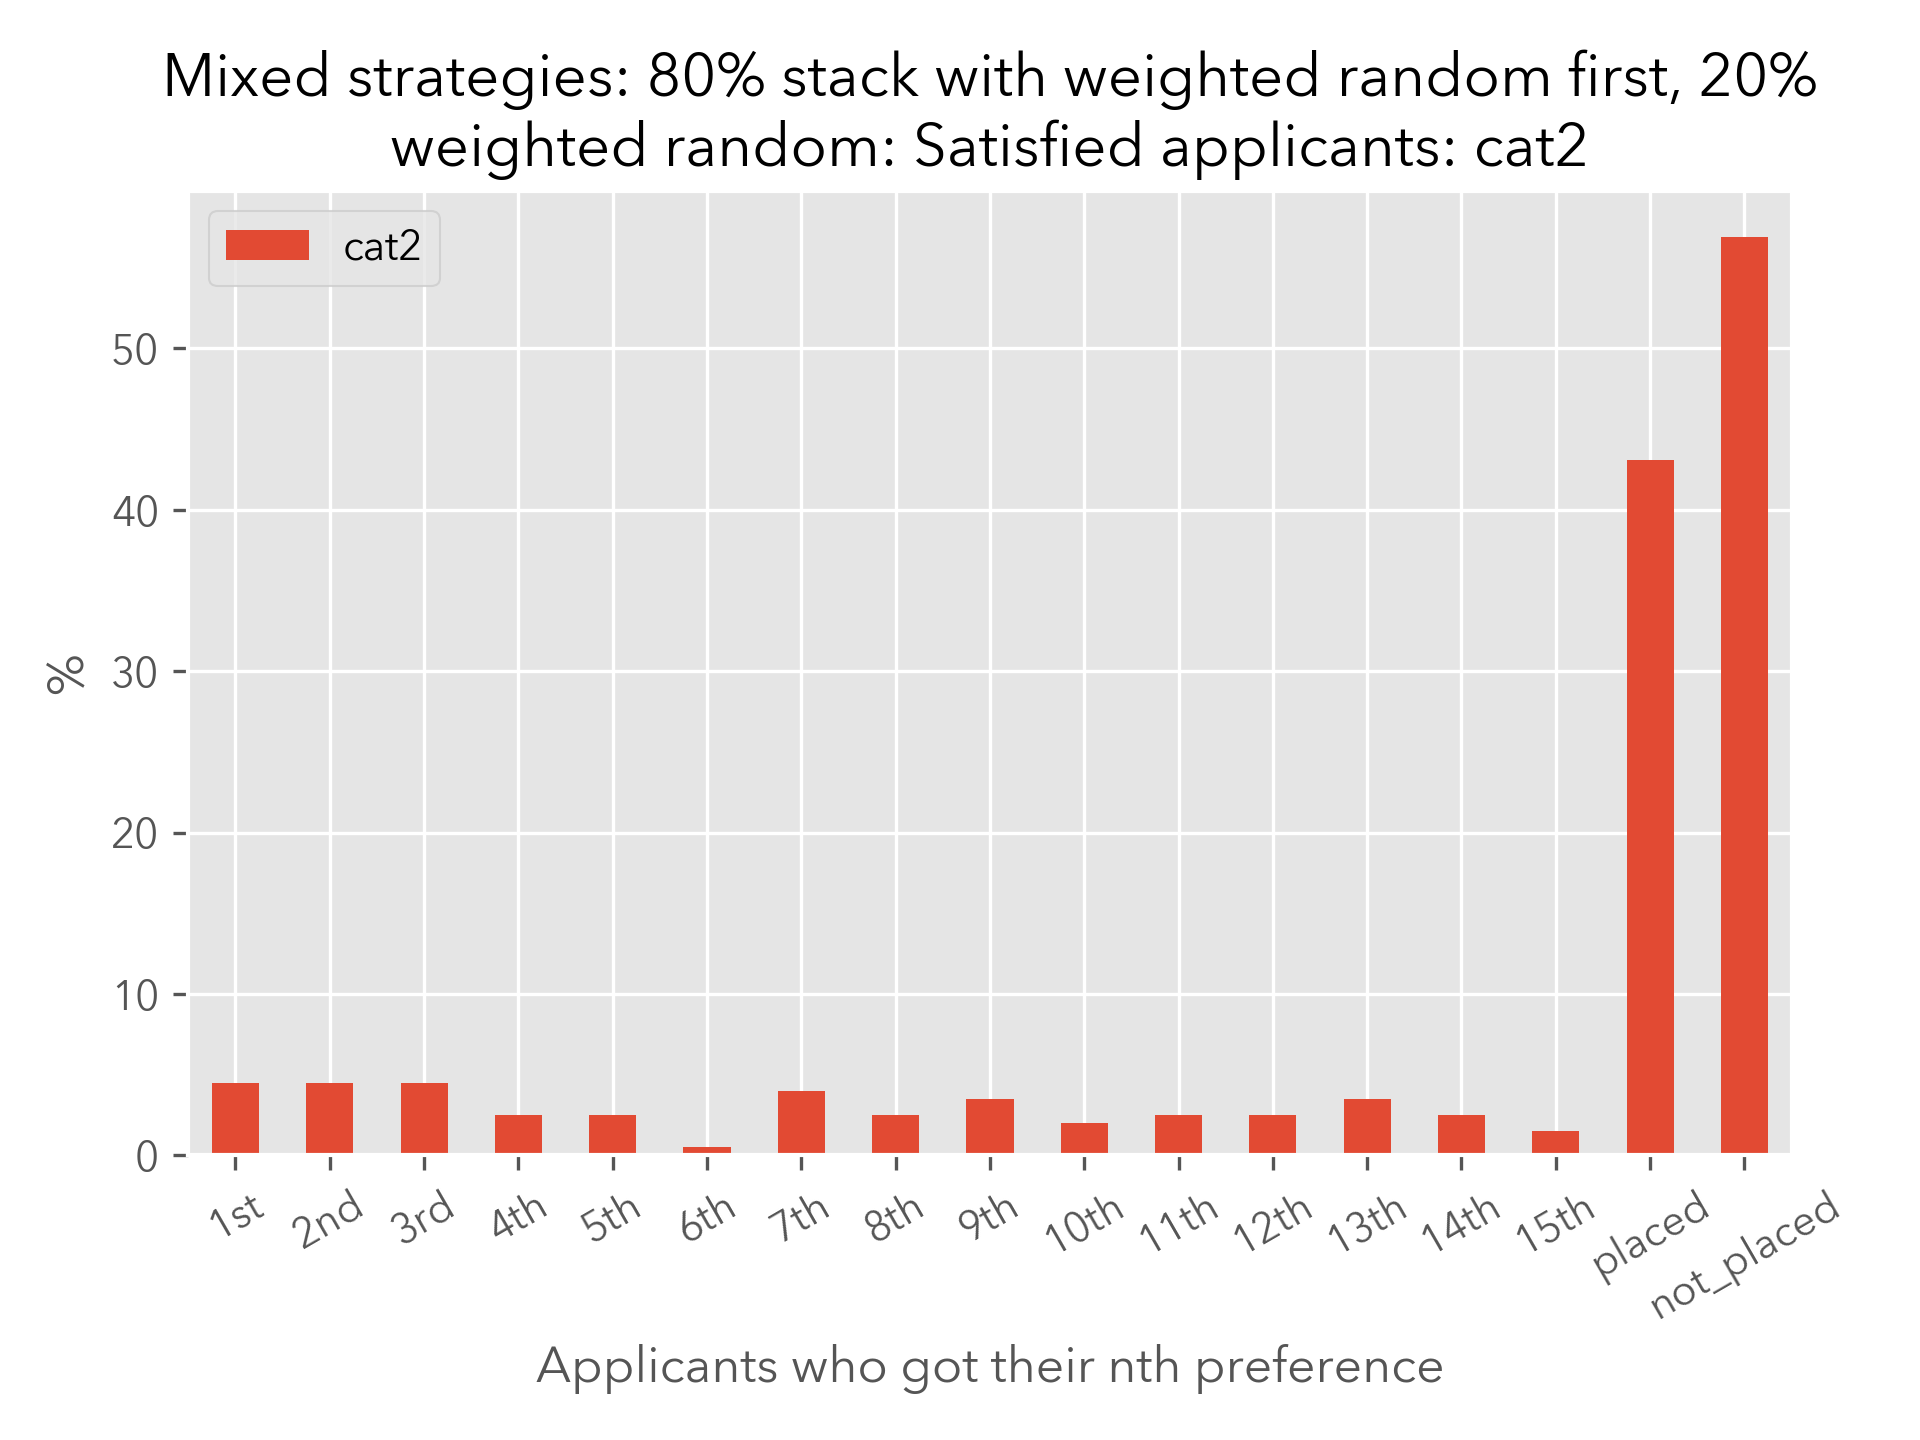 Mixed strategies: 80% stack with weighted random first, 20%
weighted random: Satisfied applicants: cat2
cat2
50
40
30
20
10
0
%
1st
2nd
3rd
4th
5th
6th
7th
8th
9th
10th
11th
12th
13th
14th
15th
placed
not_placed
Applicants who got their nth preference